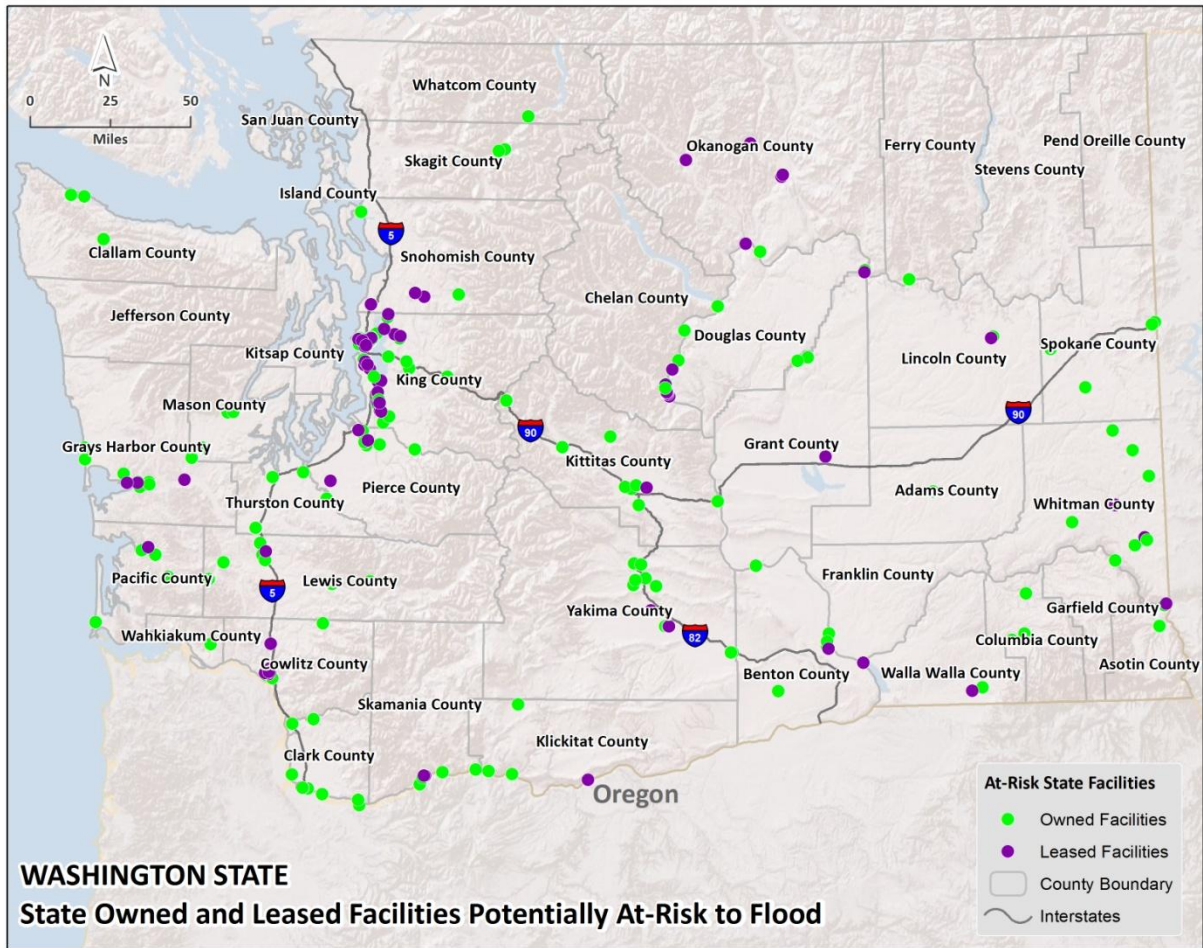 Whatcom County
San Juan County
Okanogan County
Ferry County
Pend Oreille County
Skagit County
Stevens County
N
0
25
50
Miles
Island County
5
Clallam County
Snohomish County
Chelan County
Jefferson County
Douglas County
Kitsap County
Lincoln County
Spokane County
King County
Mason County
90
90
Grays Harbor County
Kittitas County
Grant County
Pierce County
Thurston County
Adams County
Whitman County
Pacific County
5
Lewis County
Franklin County
Yakima County
82
Garfield County
Wahkiakum County
Columbia County
Cowlitz County
Benton County
Walla Walla County
Asotin County
Skamania County
Klickitat County
Clark County
Oregon
At-Risk State Facilities
Owned Facilities
Leased Facilities
County Boundary
Interstates
WASHINGTON STATE
State Owned and Leased Facilities Potentially At-Risk to Flood